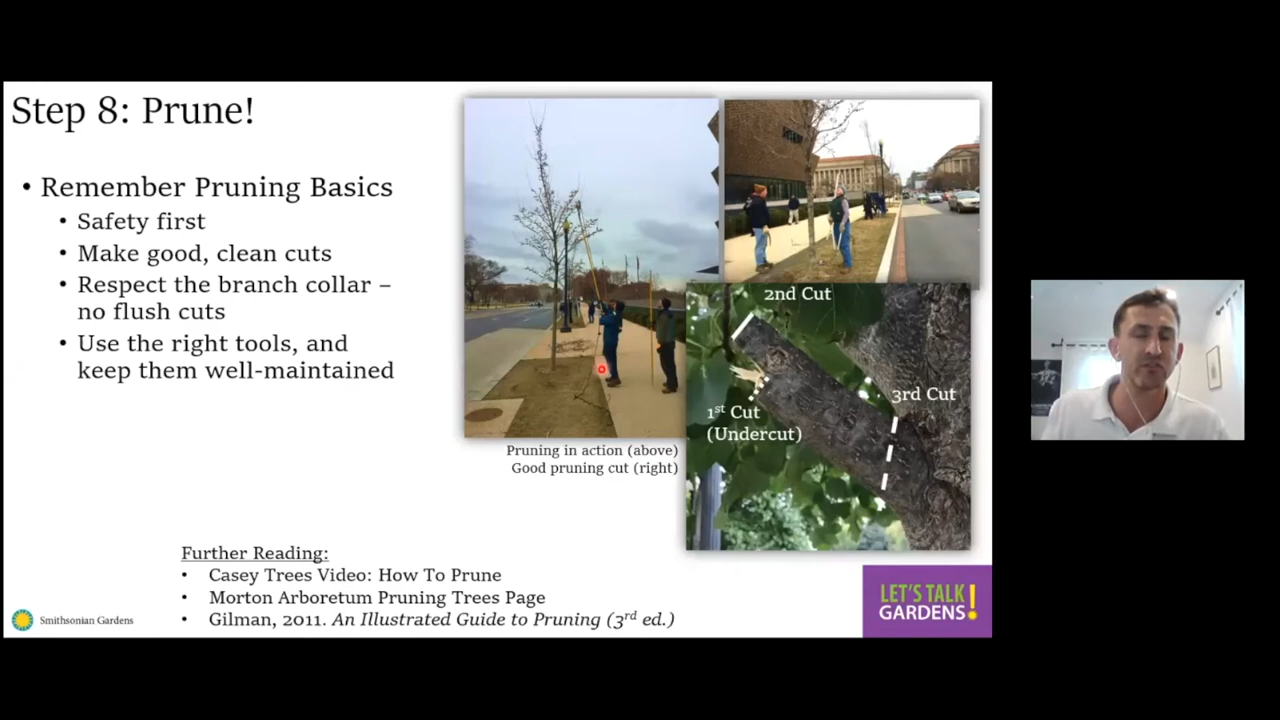 Step 8: Prune!
• Remember Pruning Basics
• Safety first
• Make good, clean cuts
• Respect the branch collar –
no flush cuts
• Use the right tools, and
keep them well-maintained
2nd Cut
3rd Cut
1st Cut
(Undercut)
Pruning in action (above)
Good pruning cut (right)
Further Reading:
• Casey Trees Video: How To Prune
• Morton Arboretum Pruning Trees Page
• Gilman, 2011. An Illustrated Guide to Pruning (3rd ed.)
Smithsonian Gardens
LET'S TALK
GARDENS!